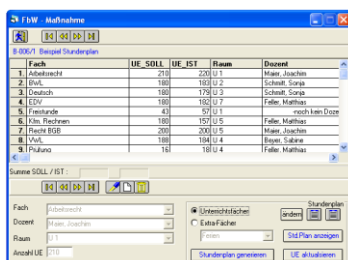 FbW - Maßnahme
B-006/1 Beispiel Stundenplan
Fach UE_SOLL UE_IST Raum Dozent
1. Arbeitsrecht 210 220 U 1 Maier, Joachim
2. BWL 180 183 U 2 Schmitt, Sonja
3. Deutsch 180 179 U 3 Schmitt, Sonja
4. EDV 180 182 U 7 Feller, Matthias
5. Freistunde 43 57 U 1 -noch kein Doze
6. Kfm. Rechnen 180 157 U 5 Feller, Matthias
7. Recht BGB 200 200 U 5 Maier, Joachim
8. VWL 188 184 U 4 Beyer, Sabine
9. Prüfung 16 18 U 4 Feller, Matthias
Summe SOLL / IST :
Fach Arbeitsrecht
Dozent Maier, Joachim
Raum U 1
Anzahl UE 210
Unterrichtsfächer
Extra-Fächer
Ferien
Stundenplan
ändern
Std.Plan anzeigen
Stundenplan generieren
UE aktualisieren